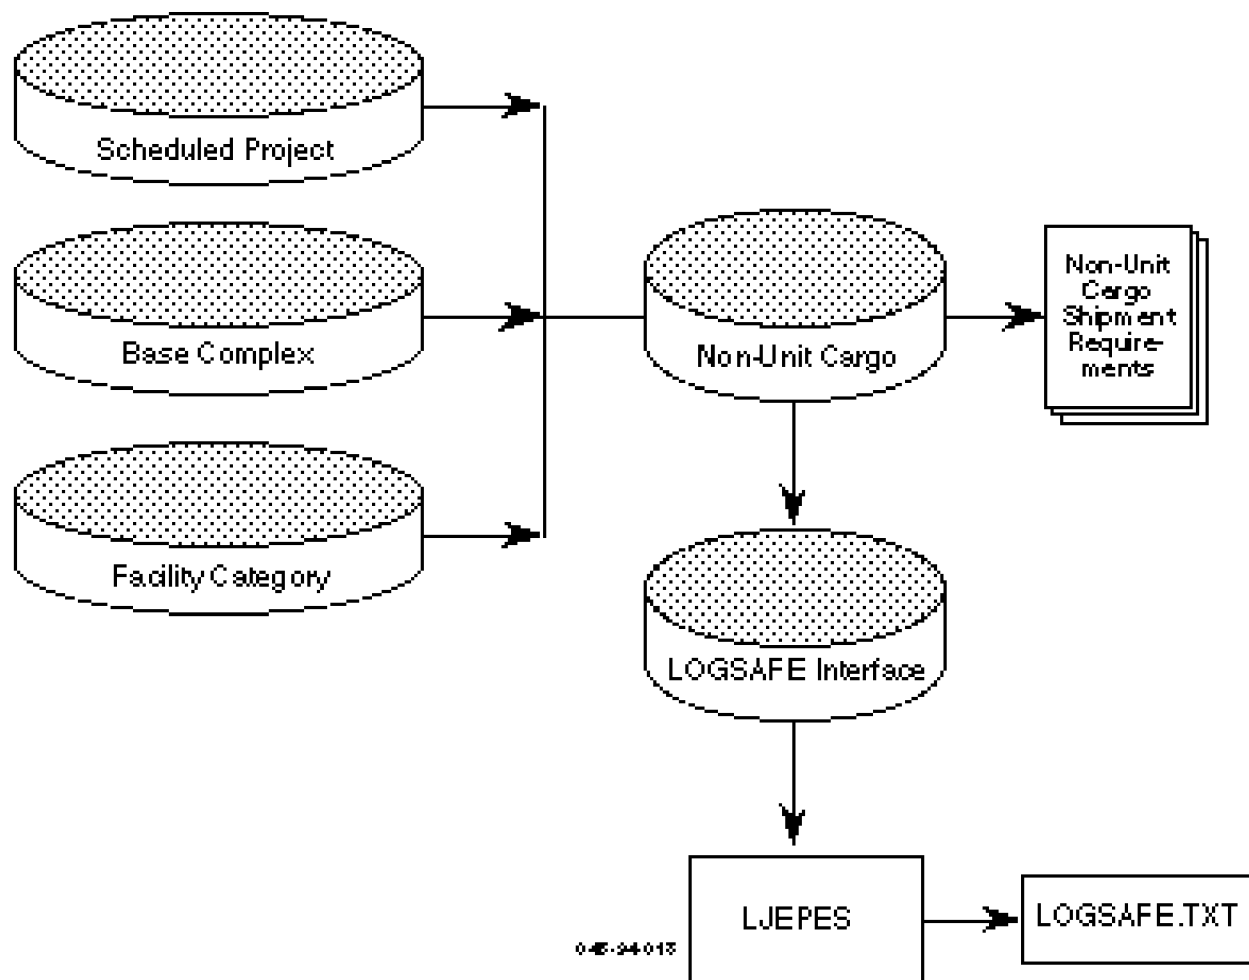 Scheduled Project
Base Complex
Facility Category
Non-Unit Cargo
Non-Unit
Cargo
Shipment
Require-
ments
LOGSAFE Interface
LJEPES
LOGSAFE.TXT